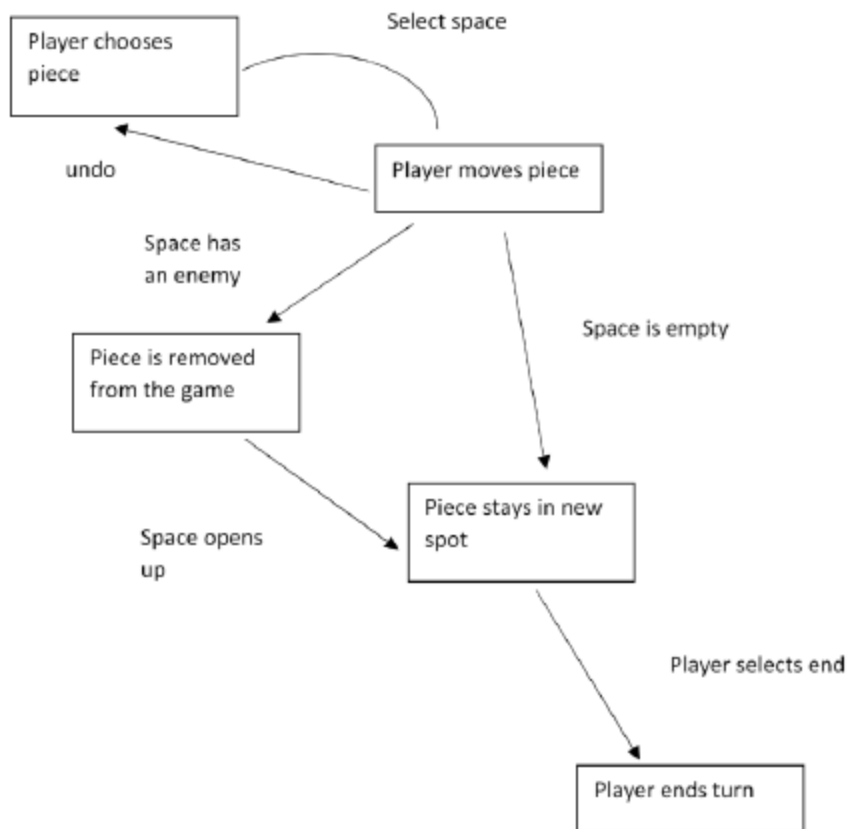 Select space
Player chooses
piece
Player moves piece
undo
Space has
an enemy
Space is empty
Piece is removed
from the game
Piece stays in new
spot
Space opens
up
Player selects end
Player ends turn